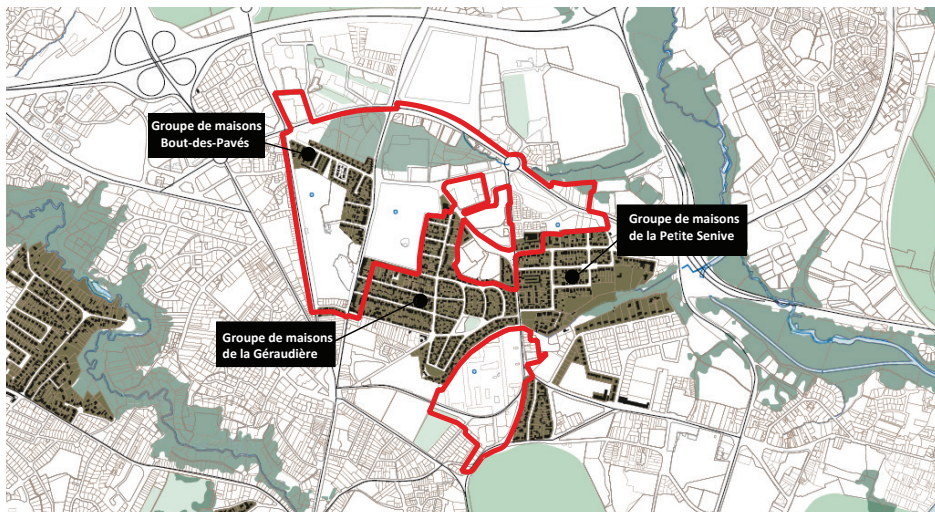 Groupe de maisons
Bout-des-Pavés
Groupe de maisons
de la Petite Senive
Groupe de maisons
de la Géraudière